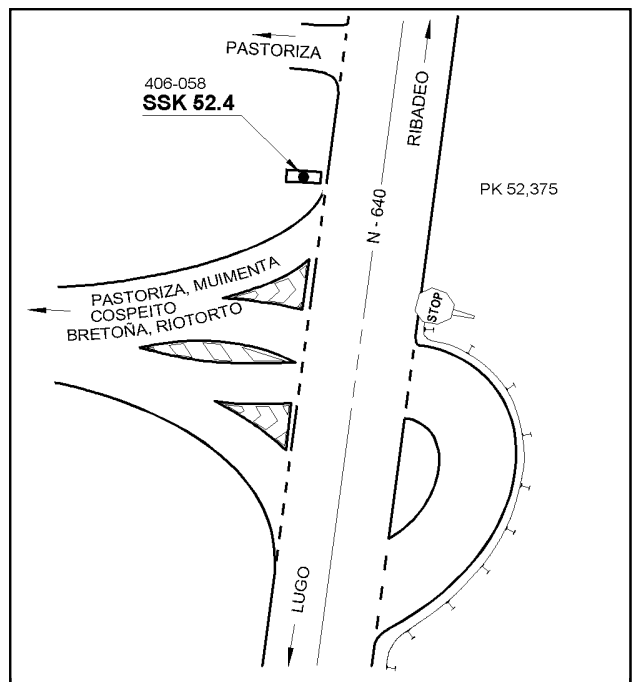 PASTORIZA
406-058
SSK 52.4
RIBADEO
PK 52,375
N - 640
PASTORIZA, MUIMENTA
COSPEITO
BRETOÑA, RIOTORTO
STOP
LUGO